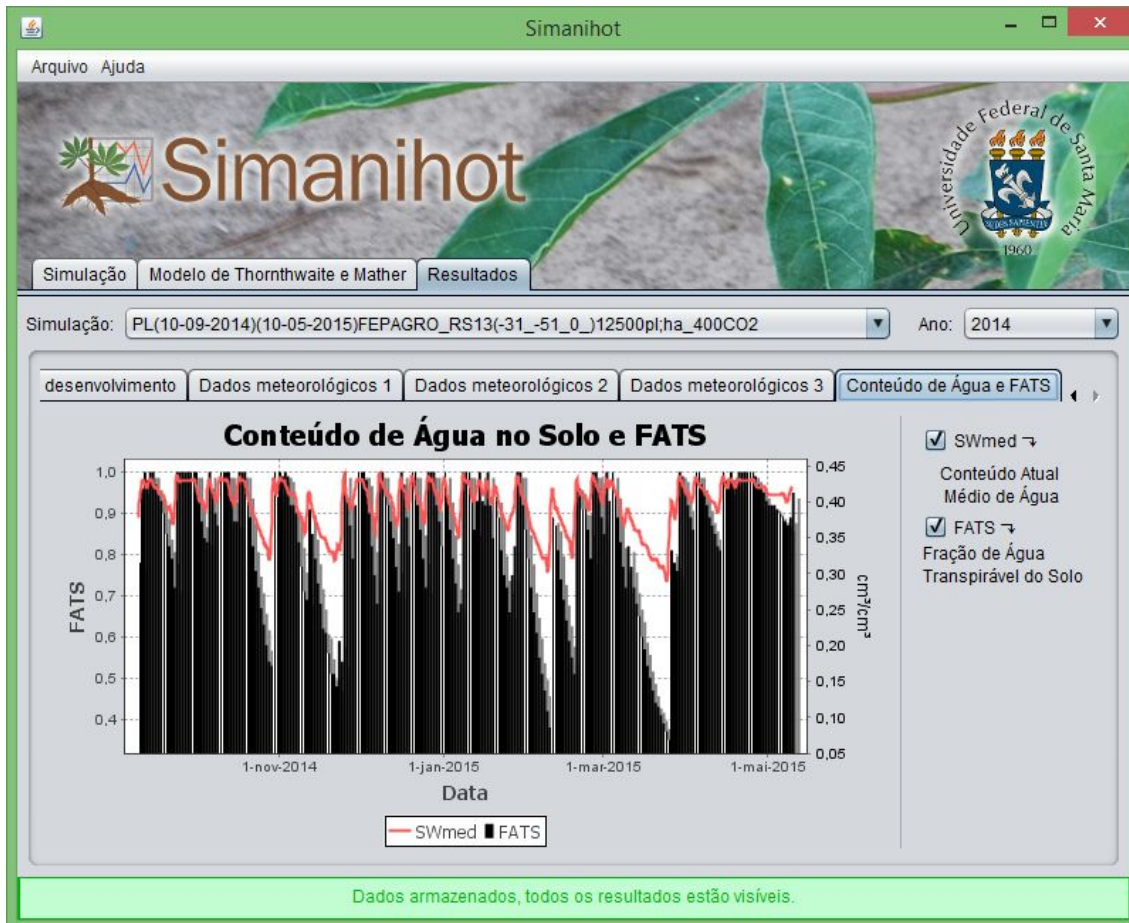 Simanihot
Arquivo Ajuda
Simanihot
Universidade Federal de Santa Maria
SEDES SAPIENTIAE
1960
Simulação Modelo de Thornthwaite e Mather Resultados
Simulação: PL(10-09-2014)(10-05-2015)FEPAGRO_RS13(-31_-51_0_)12500pl;ha_400CO2 Ano: 2014
desenvolvimento Dados meteorológicos 1 Dados meteorológicos 2 Dados meteorológicos 3 Conteúdo de Água e FATS
Conteúdo de Água no Solo e FATS
1,0
0,9
0,8
0,7
0,6
0,5
0,4
FATS
0,45
0,40
0,35
0,30
0,25
0,20
0,15
0,10
0,05
cm³/cm³
1-nov-2014 1-jan-2015 1-mar-2015 1-mai-2015
Data
SWmed FATS
SWmed
Conteúdo Atual
Médio de Água
FATS
Fração de Água
Transpirável do Solo
Dados armazenados, todos os resultados estão visíveis.